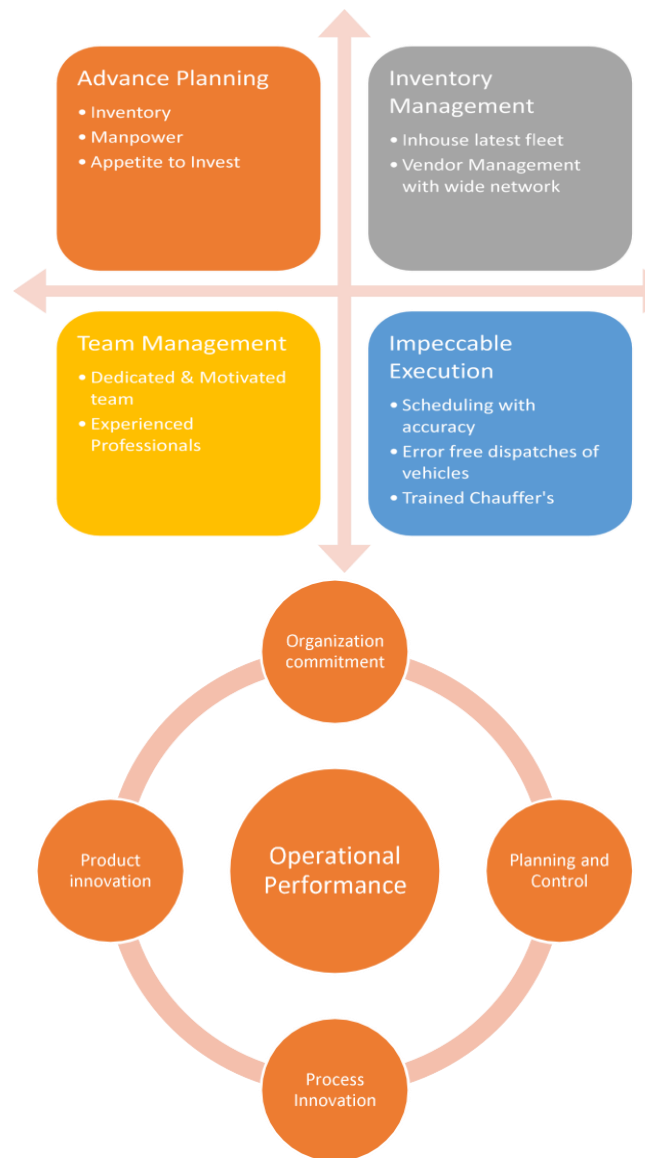 Advance Planning
• Inventory
• Manpower
• Appetite to Invest
Inventory
Management
• Inhouse latest fleet
• Vendor Management
with wide network
Team Management
• Dedicated & Motivated
team
• Experienced
Professionals
Impeccable
Execution
• Scheduling with
accuracy
• Error free dispatches of
vehicles
• Trained Chauffer's
Organization
commitment
Product
innovation
Operational
Performance
Planning and
Control
Process
Innovation